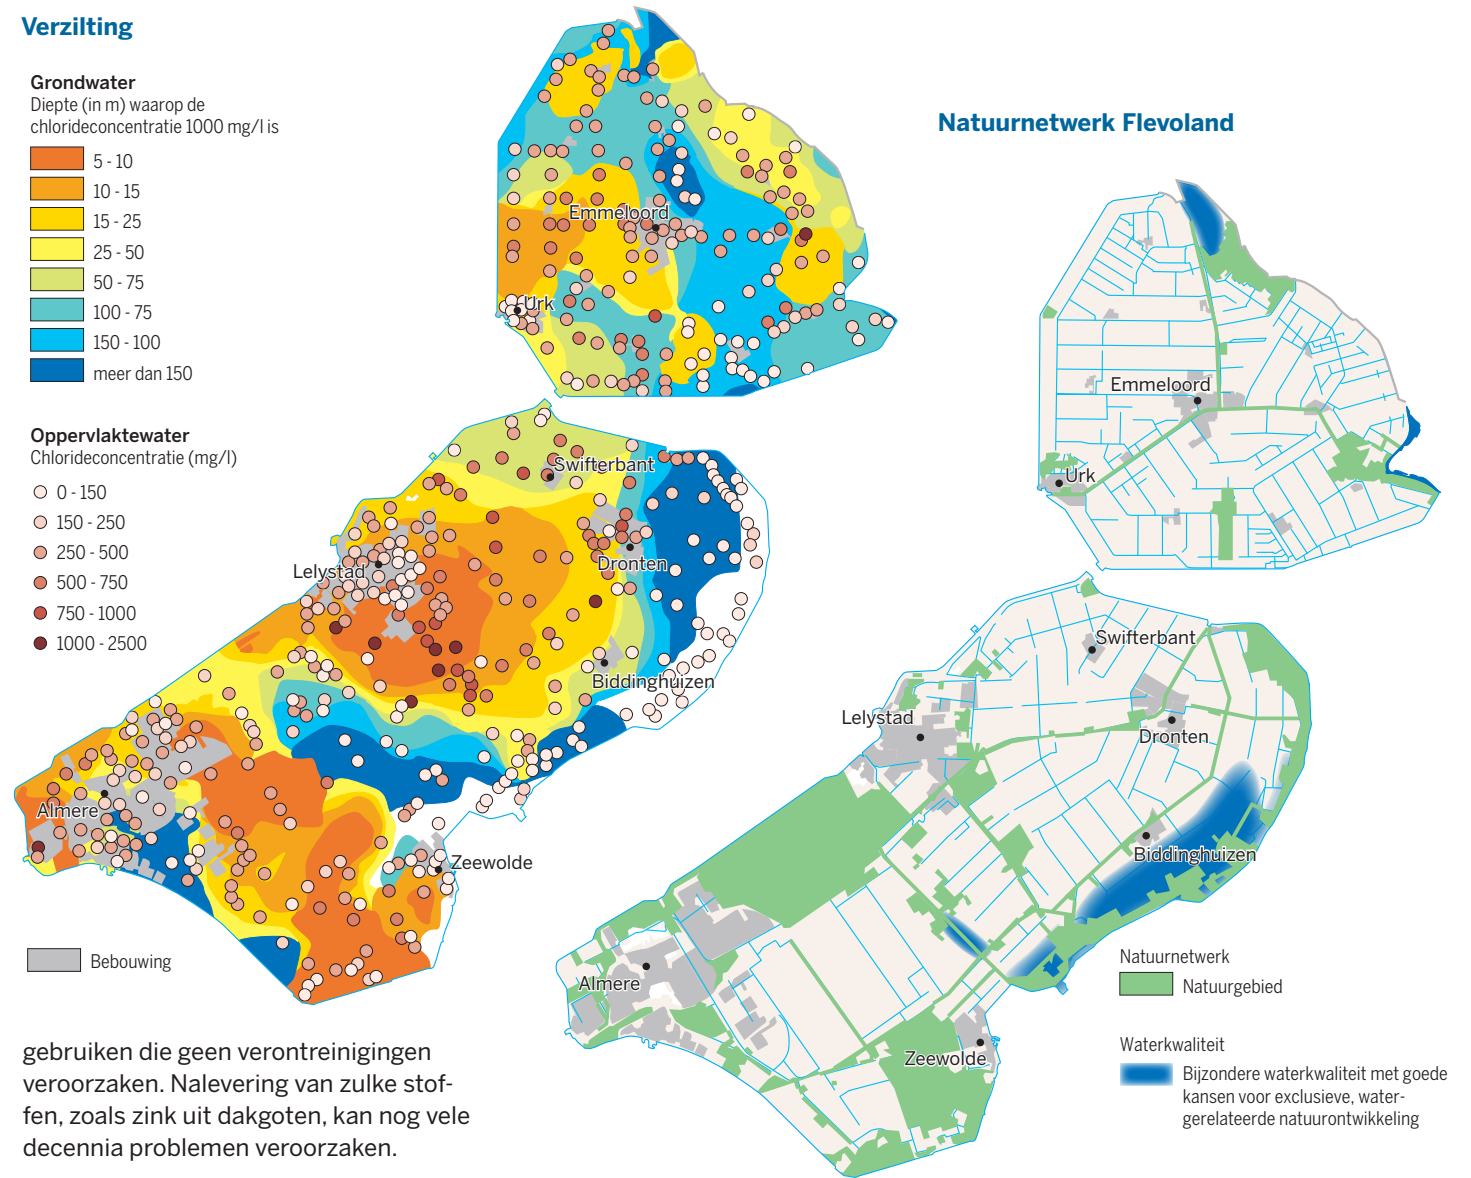 Verzilting
Grondwater
Diepte (in m) waarop de
chlorideconcentratie 1000 mg/l is
5 - 10
10 - 15
15 - 25
25 - 50
50 - 75
100 - 75
150 - 100
meer dan 150
Oppervlaktewater
Chlorideconcentratie (mg/l)
0 - 150
150 - 250
250 - 500
500 - 750
750 - 1000
1000 - 2500
Bebouwing
Emmeloord
Urk
Swifterbant
Lelystad
Dronten
Biddinghuizen
Almere
Zeewolde
gebruiken die geen verontreinigingen
veroorzaken. Nalevering van zulke stof-
fen, zoals zink uit dakgoten, kan nog vele
decennia problemen veroorzaken.
Natuurnetwerk Flevoland
Emmeloord
Urk
Swifterbant
Lelystad
Dronten
Biddinghuizen
Almere
Zeewolde
Natuurnetwerk
Natuurgebied
Waterkwaliteit
Bijzondere waterkwaliteit met goede
kansen voor exclusieve, water-
gerelateerde natuurontwikkeling